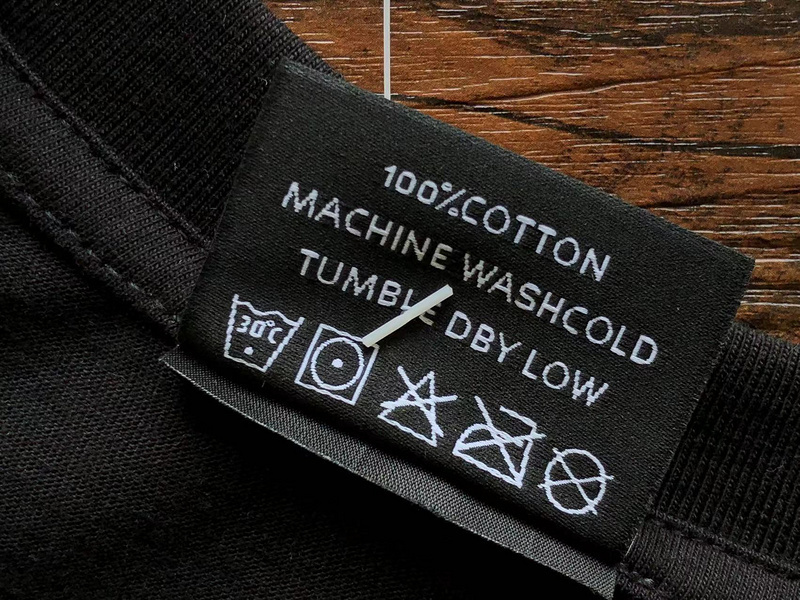 100%COTTON
MACHINE WASHCOLD
TUMBLE DBY LOW
30°C